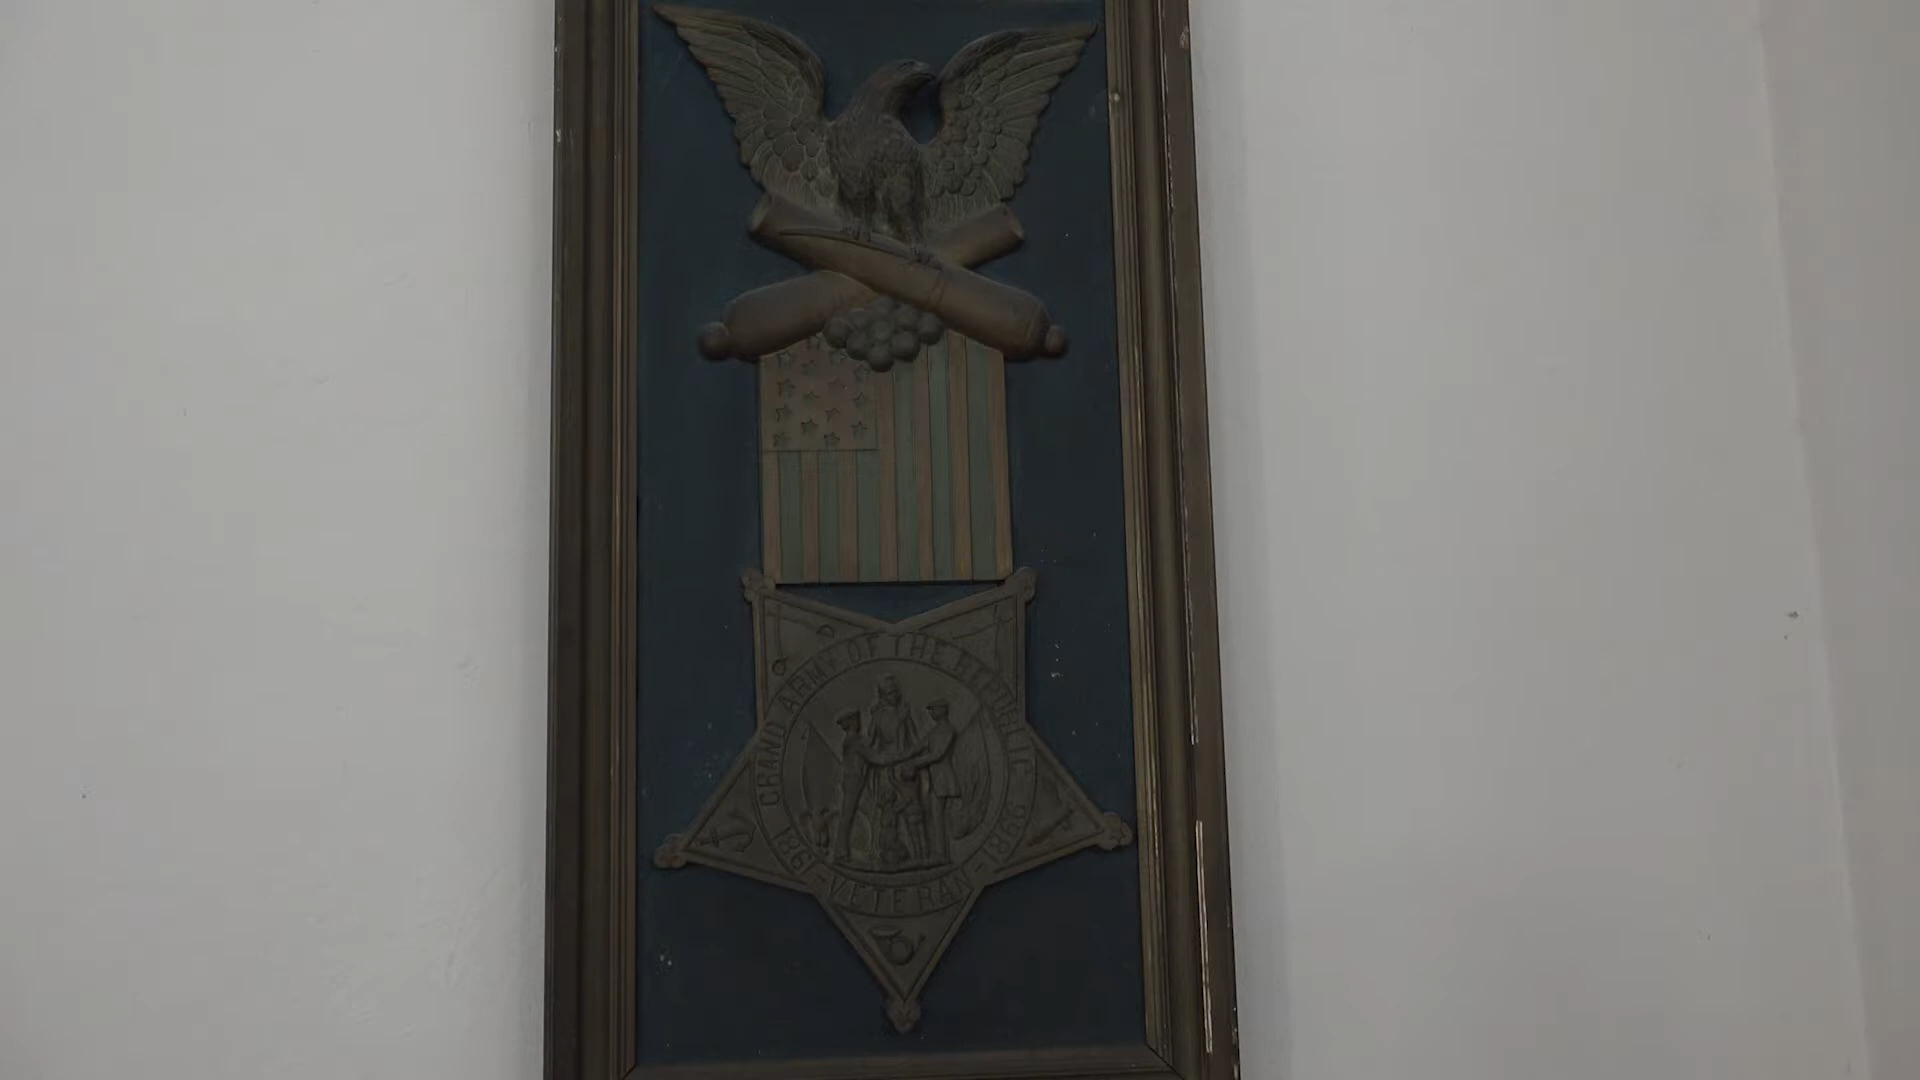 GRAND ARMY OF THE REPUBLIC
1861 - VETERAN - 1866